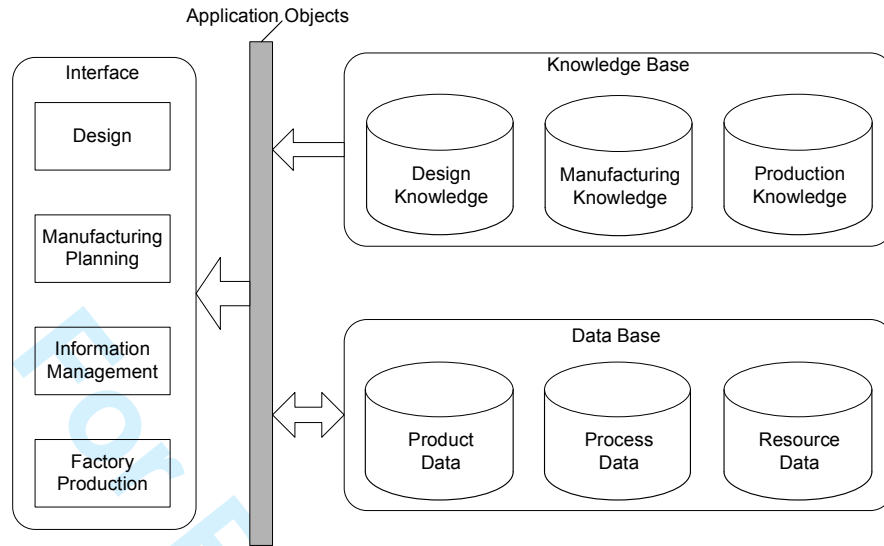 Application Objects
Interface
Design
Manufacturing
Planning
Information
Management
Factory
Production
Knowledge Base
Design
Knowledge
Manufacturing
Knowledge
Production
Knowledge
Data Base
Product
Data
Process
Data
Resource
Data
For